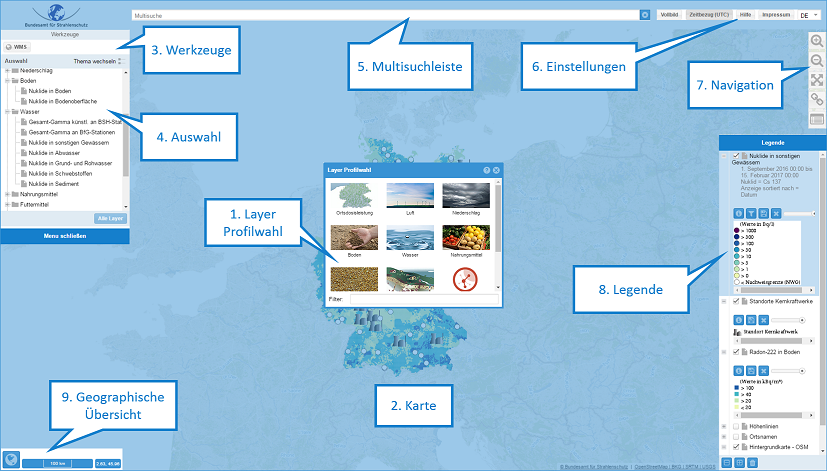 Bundesamt für Strahlenschutz
Multisuche
Vollbild
Zeitbezug (UTC)
Hilfe
Impressum
DE
Werkzeuge
WMS
3. Werkzeuge
5. Multisuchleiste
6. Einstellungen
7. Navigation
Auswahl
Thema wechseln
Niederschlag
Boden
Nuklide in Boden
Nuklide in Bodenoberfläche
Wasser
Gesamt-Gamma künstl. an BSH-Stat
Gesamt-Gamma an BfG-Stationen
Nuklide in sonstigen Gewässern
Nuklide in Abwasser
Nuklide in Grund- und Rohwasser
Nuklide in Schwebstoffen
Nuklide in Sediment
Nahrungsmittel
Futtermittel
Alle Layer
Menü schließen
4. Auswahl
1. Layer
Profilwahl
Layer Profilwahl
Ortsdosisleistung
Luft
Niederschlag
Boden
Wasser
Nahrungsmittel
Filter:
2. Karte
Legende
Nuklide in sonstigen
Gewässern
1. September 2016 00:00 bis
15. Februar 2017 00:00
Nuklid = Cs 137
Anzeige sortiert nach =
Datum
(Werte in Bq/l)
> 1000
> 300
> 100
> 30
> 10
> 3
> 1
> 0
< Nachweisgrenze (NWG)
Standorte Kernkraftwerke
Standort Kernkraftwerk
Radon-222 in Boden
(Werte in kBq/m³)
> 100
> 40
> 20
< 20
Höhenlinien
Ortsnamen
Hintergrundkarte - OSM
8. Legende
9. Geographische
Übersicht
100 km
2.63, 45.96
© Bundesamt für Strahlenschutz | OpenStreetMap | BKG | SRTM | USGS